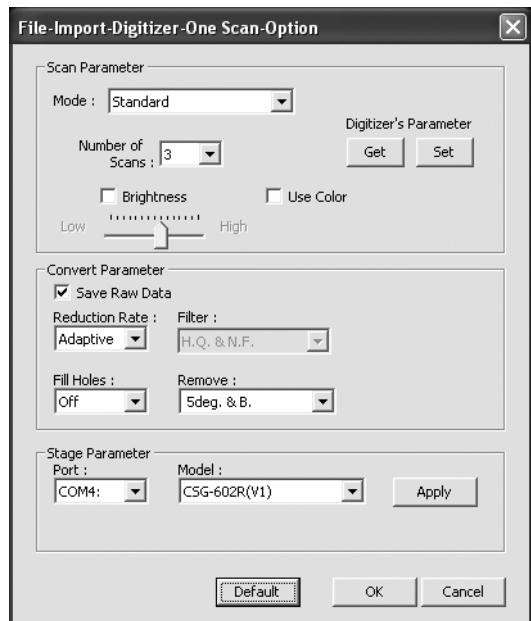 File-Import-Digitizer-One Scan-Option
Scan Parameter
Mode : Standard
Digitizer's Parameter
Number of
Scans : 3
Get Set
Brightness Use Color
Low High
Convert Parameter
Save Raw Data
Reduction Rate : Filter :
Adaptive H.Q. & N.F.
Fill Holes : Remove :
Off 5deg. & B.
Stage Parameter
Port : Model :
COM4: CSG-602R(V1) Apply
Default OK Cancel